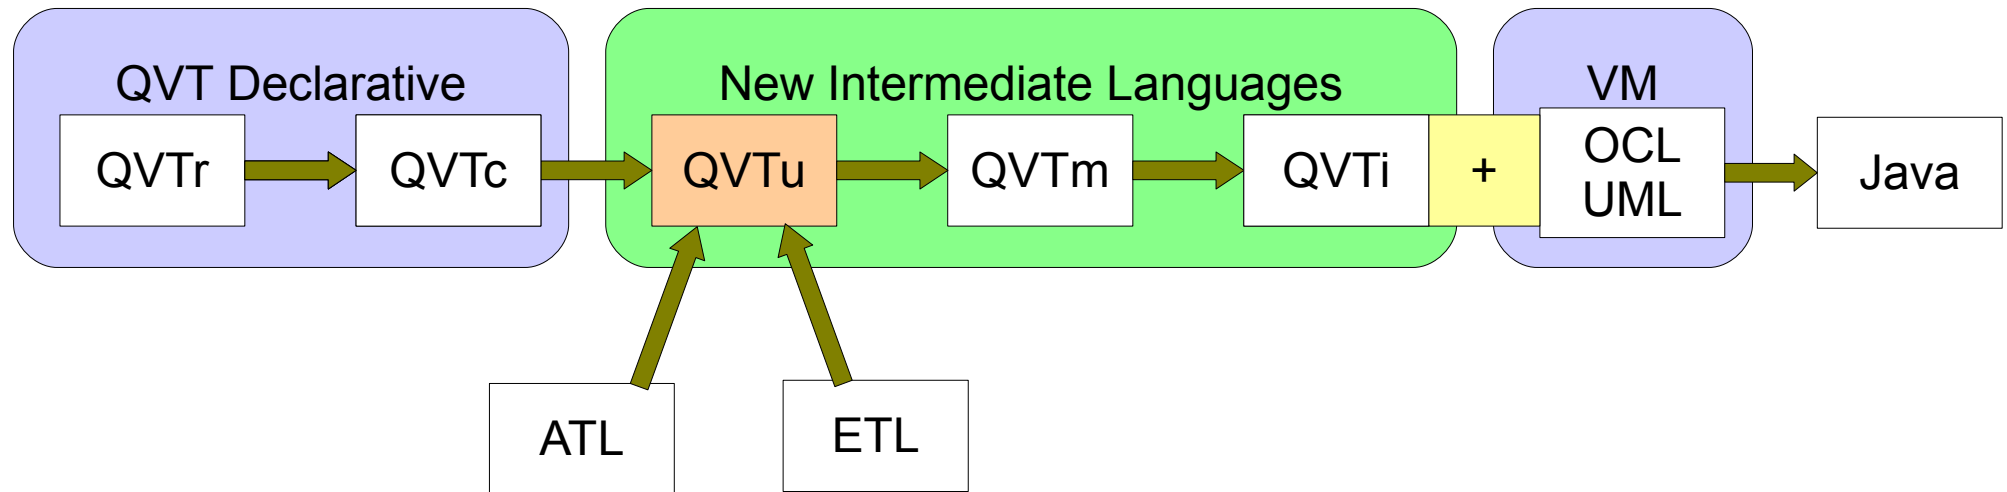 QVT Declarative
New Intermediate Languages
VM
QVTr
QVTc
QVTu
QVTm
QVTi
+
OCL
UML
Java
ATL
ETL